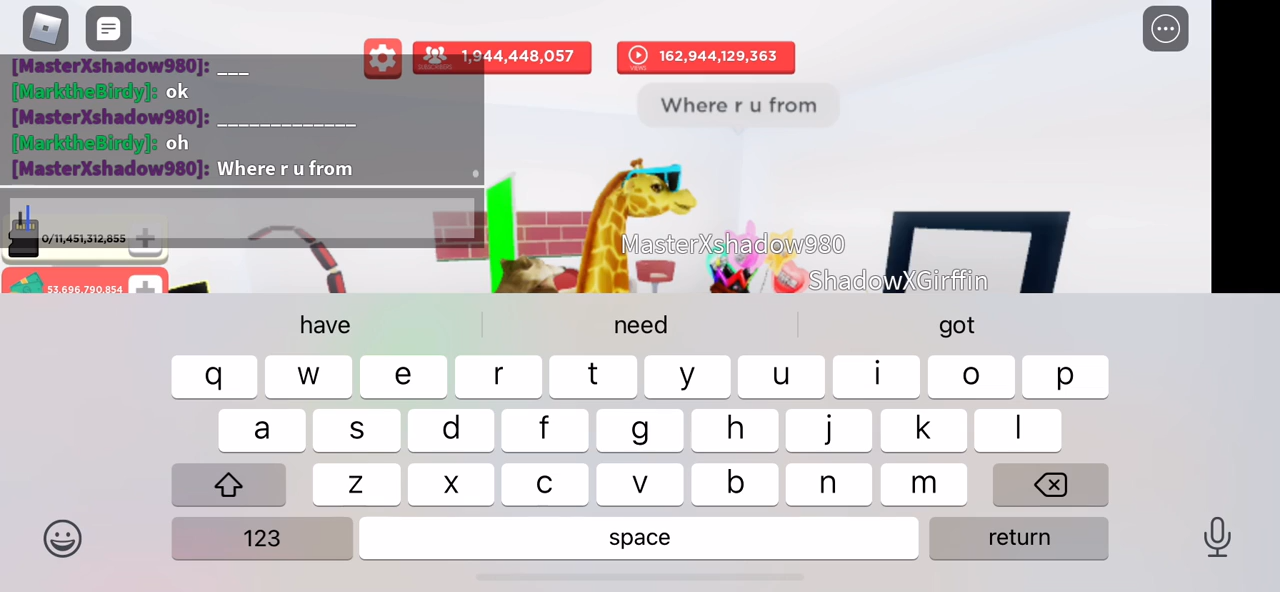 1,944,448,057
SUBSCRIBERS
162,944,129,363
VIEWS
[MasterXshadow980]: ___
[MarktheBirdy]: ok
[MasterXshadow980]: _____________
[MarktheBirdy]: oh
[MasterXshadow980]: Where r u from
Where r u from
I
0/11,451,312,855
53,696,790,854
MasterXshadow980
ShadowXGirffin
have need got
q w e r t y u i o p
a s d f g h j k l
z x c v b n m
123 space return